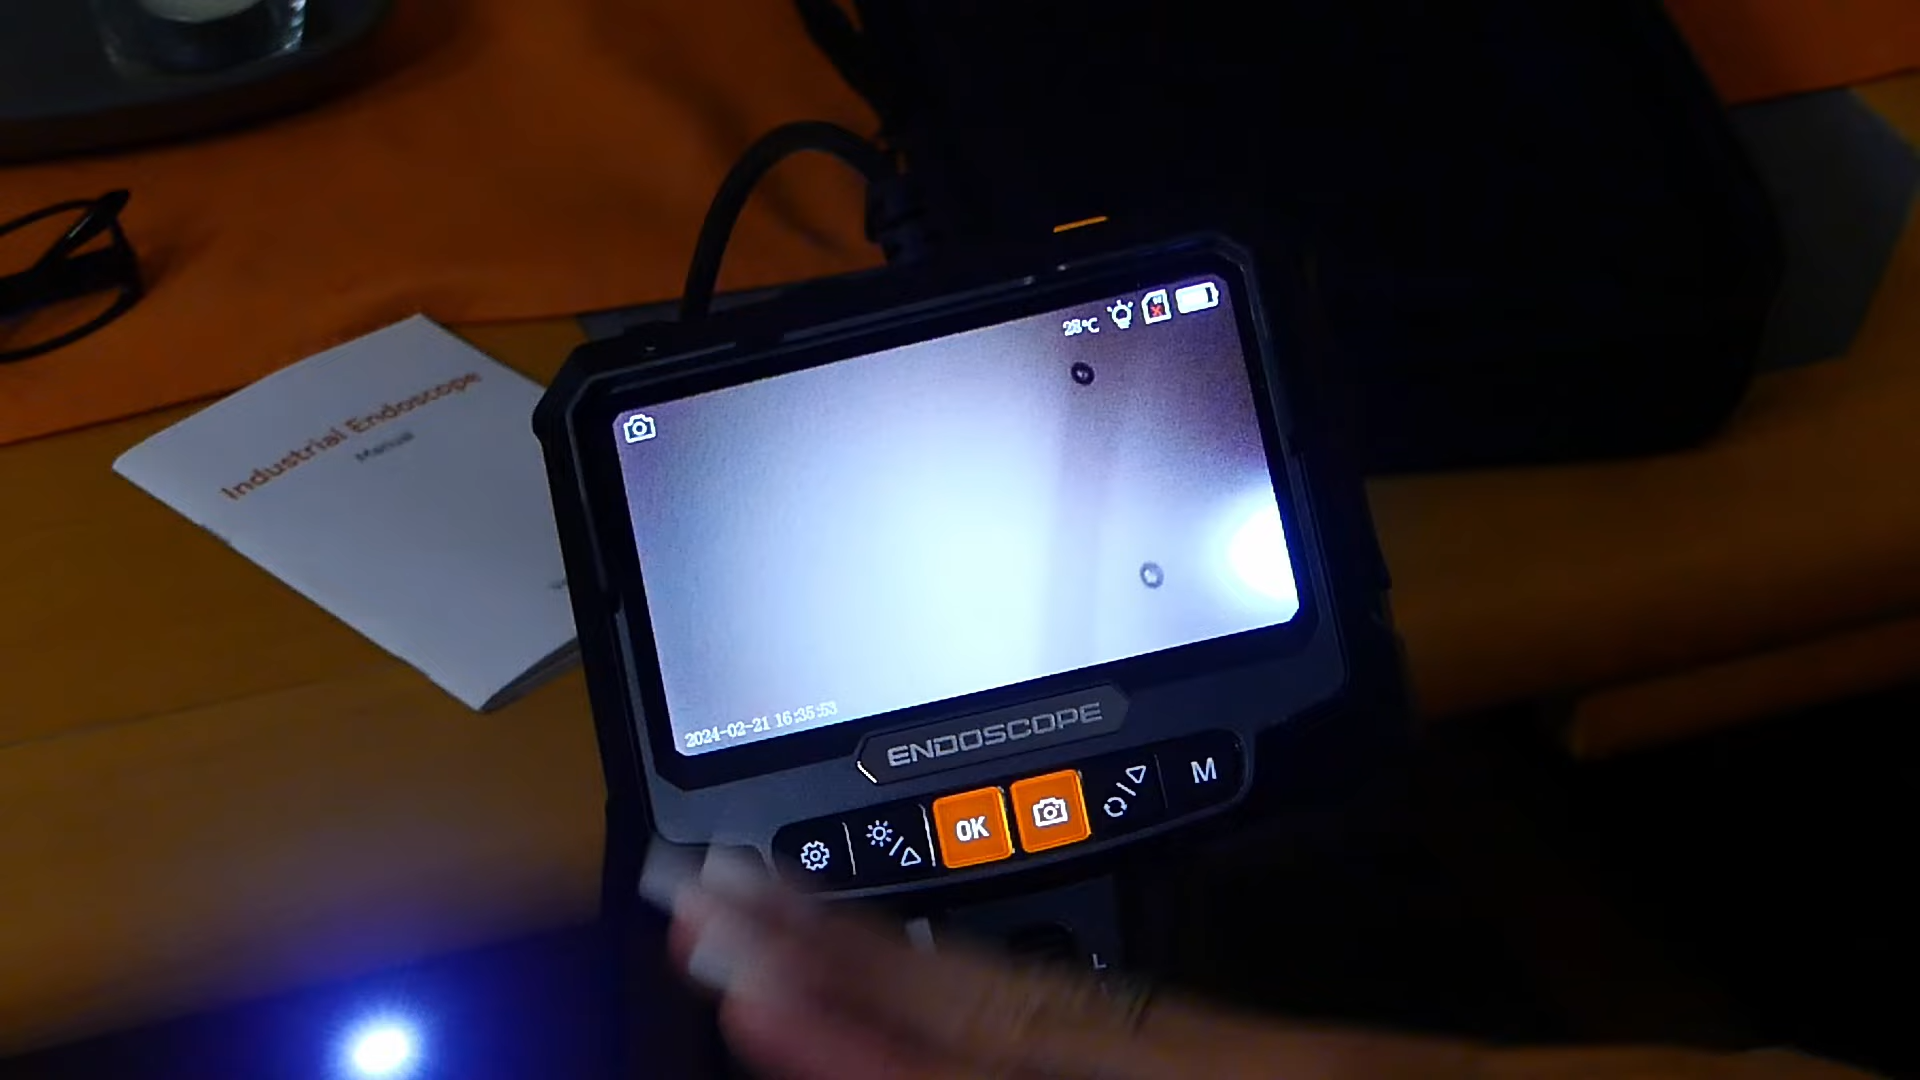 Industrial Endoscope
Manual
28°C
2024-02-21 16:35:53
ENDOSCOPE
OK
M
L